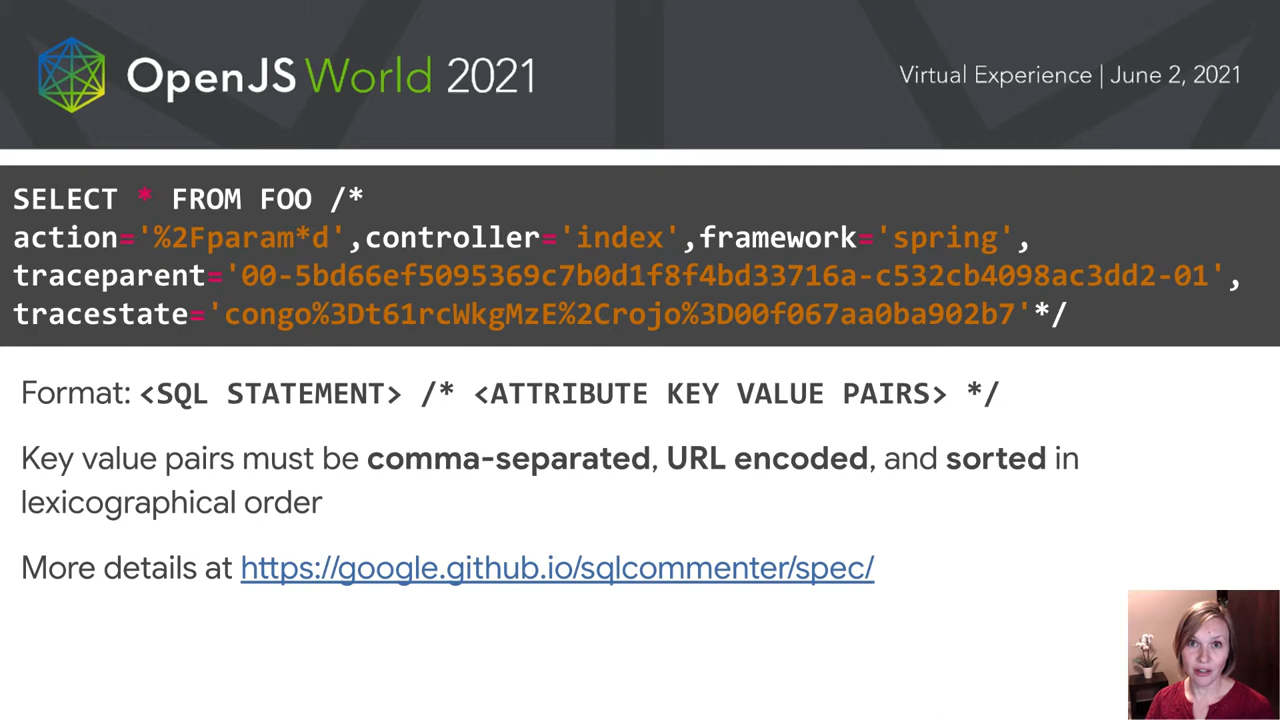 OpenJS World 2021
Virtual Experience | June 2, 2021
SELECT * FROM FOO /*
action='%2Fparam*d',controller='index',framework='spring',
traceparent='00-5bd66ef5095369c7b0d1f8f4bd33716a-c532cb4098ac3dd2-01',
tracestate='congo%3Dt61rcWkgMzE%2Crojo%3D00f067aa0ba902b7'*/
Format: <SQL STATEMENT> /* <ATTRIBUTE KEY VALUE PAIRS> */
Key value pairs must be comma-separated, URL encoded, and sorted in
lexicographical order
More details at https://google.github.io/sqlcommenter/spec/